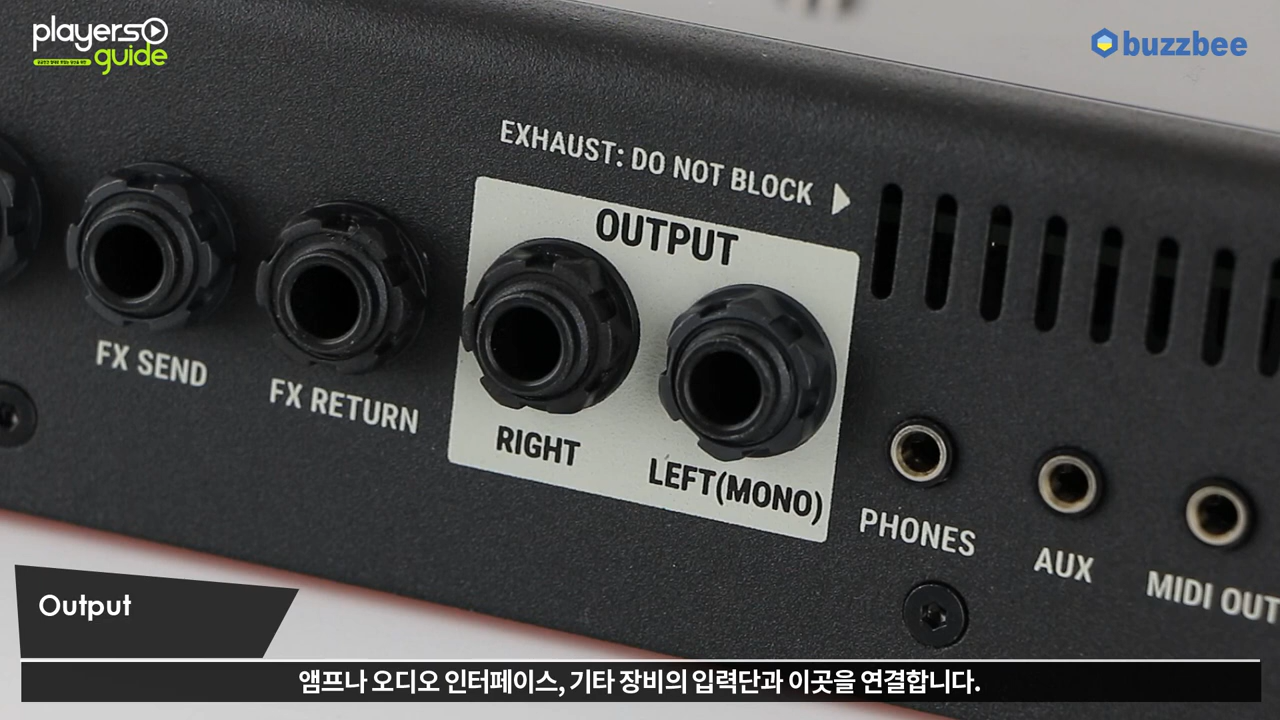 players
guide
buzzbee
EXHAUST: DO NOT BLOCK
OUTPUT
FX SEND
FX RETURN
RIGHT
LEFT(MONO)
PHONES
AUX
MIDI OUT
Output
앰프나 오디오 인터페이스, 기타 장비의 입력단과 이곳을 연결합니다.